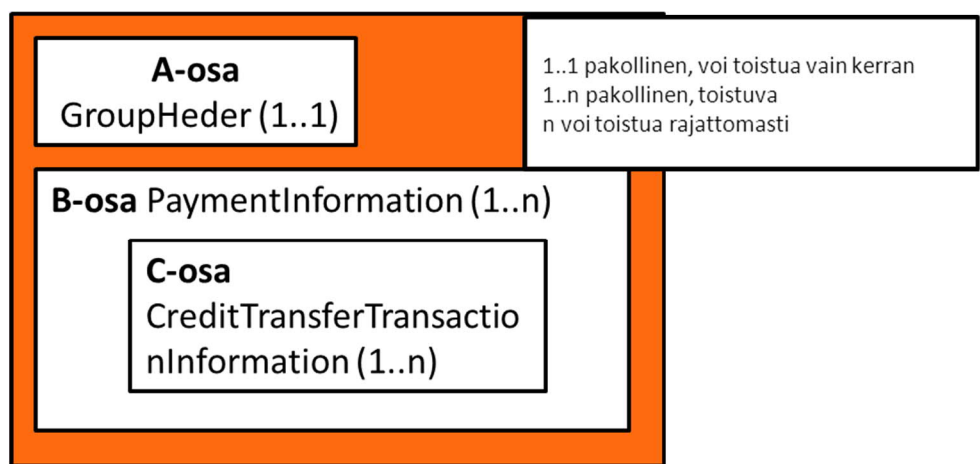 A-osa
GroupHeder (1..1)
1..1 pakollinen, voi toistua vain kerran
1..n pakollinen, toistuva
n voi toistua rajattomasti
B-osa PaymentInformation (1..n)
C-osa
CreditTransferTransactio
nInformation (1..n)